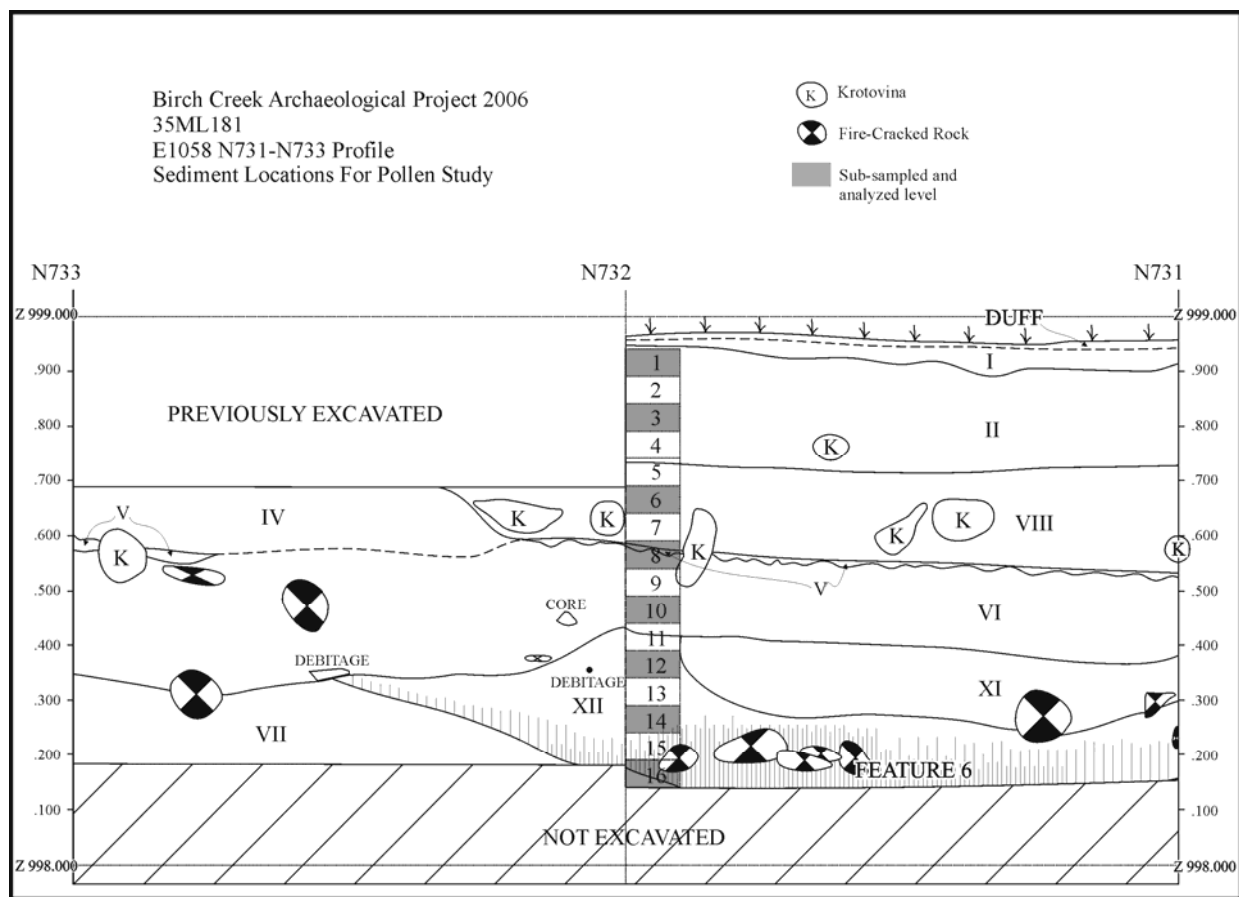 Birch Creek Archaeological Project 2006
35ML181
E1058 N731-N733 Profile
Sediment Locations For Pollen Study
K Krotovina
Fire-Cracked Rock
Sub-sampled and
analyzed level
N733 N732 N731
Z 999.000 DUFF Z 999.000
I
.900 1 .900
2
PREVIOUSLY EXCAVATED 3 II
.800 4 K .800
5
.700 .700
6
V IV K K 7 K K VIII
.600 .600
K 8 K K
9 V
.500 .500
CORE 10 VI
11
.400 .400
DEBITAGE 12
DEBITAGE 13 XI
.300 XII .300
VII 14
15
.200 .200
16 FEATURE 6
.100 .100
NOT EXCAVATED
Z 998.000 Z 998.000